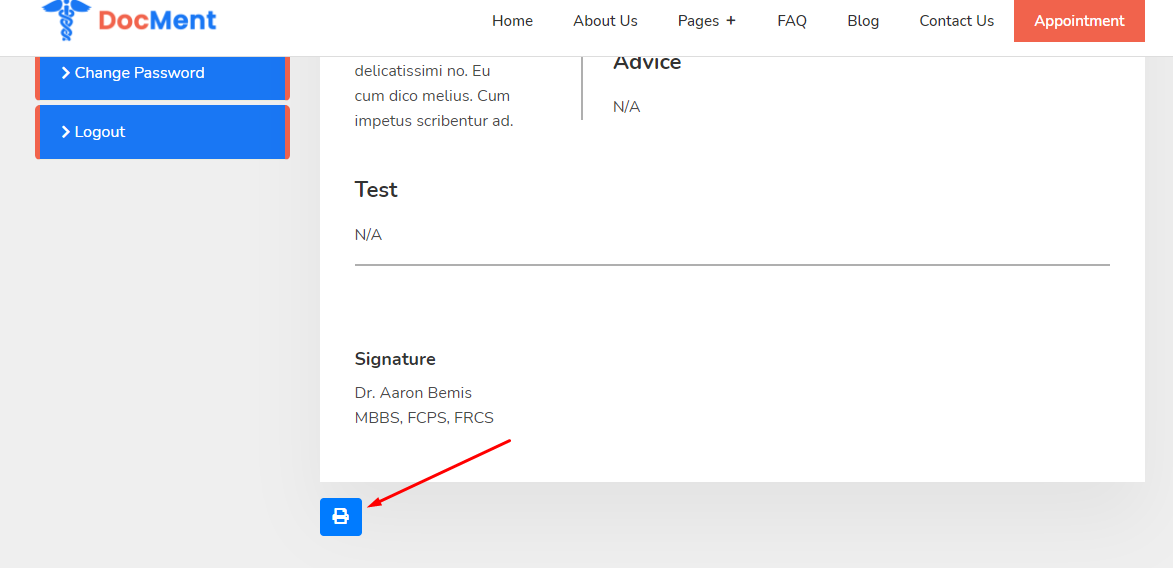 DocMent
Home About Us Pages + FAQ Blog Contact Us Appointment
Change Password
Logout
delicatissimi no. Eu
cum dico melius. Cum
impetus scribentur ad.
Advice
N/A
Test
N/A
Signature
Dr. Aaron Bemis
MBBS, FCPS, FRCS